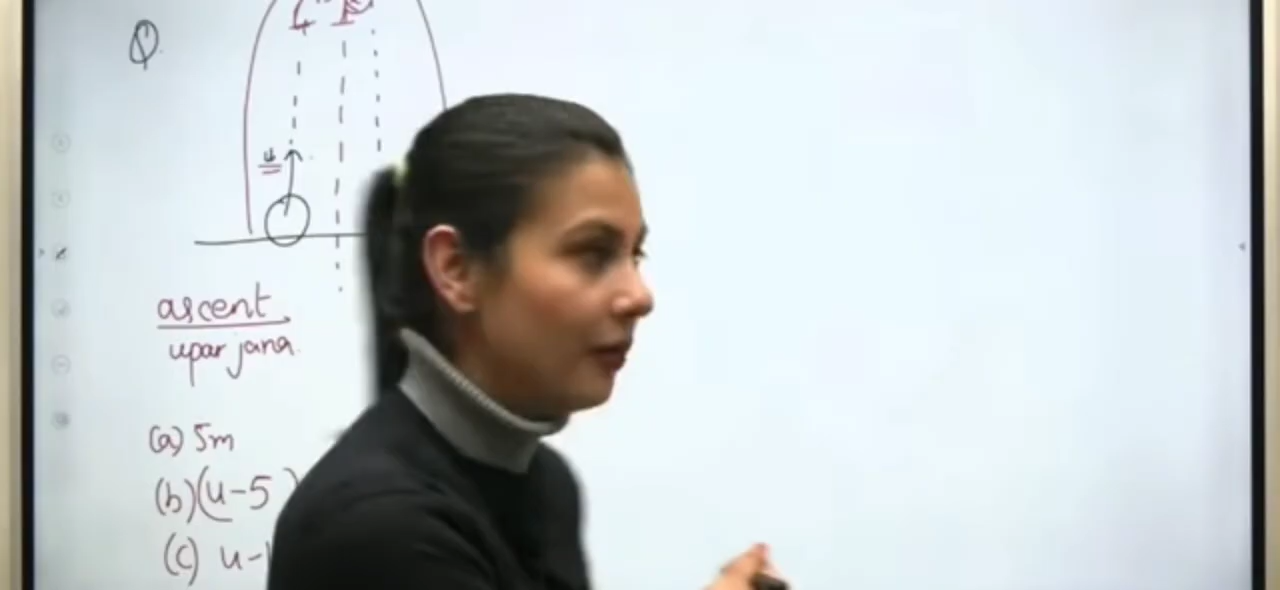 Q.
u
ascent
upar jana.
(a) 5m
(b) (u-5
(c) u-